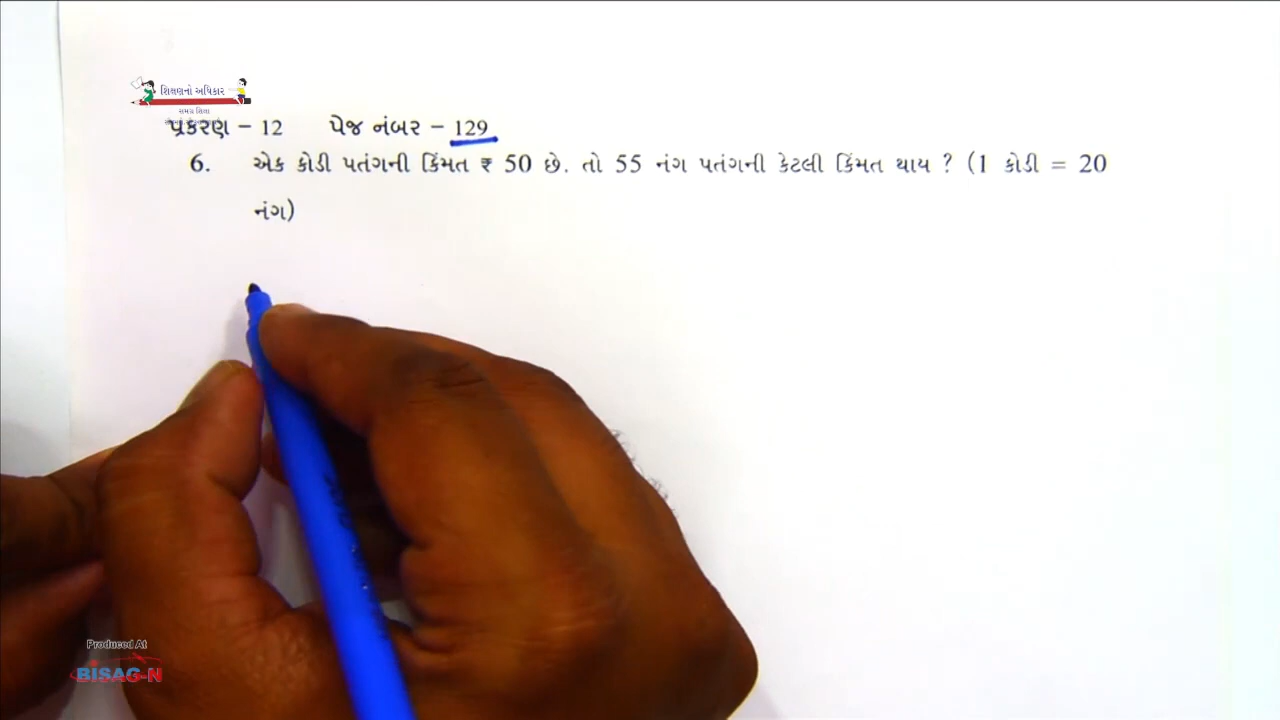 શિક્ષણનો અધિકાર
સમગ્ર શિક્ષા
પ્રકરણ – 12 પેજ નંબર – 129
6. એક કોડી પતંગની કિંમત ₹ 50 છે. તો 55 નંગ પતંગની કેટલી કિંમત થાય ? (1 કોડી = 20
નંગ)
Produced At
BISAG-N